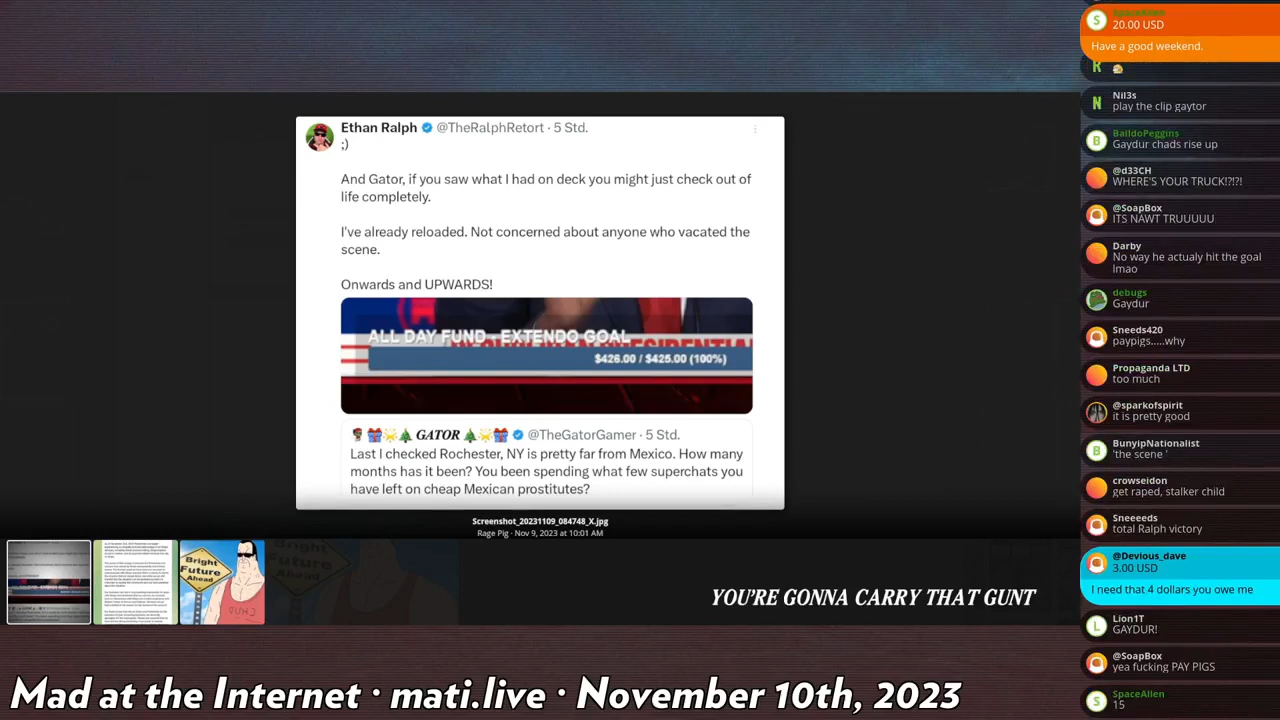 Ethan Ralph @TheRalphRetort · 5 Std.
;)
And Gator, if you saw what I had on deck you might just check out of
life completely.
I've already reloaded. Not concerned about anyone who vacated the
scene.
Onwards and UPWARDS!
ALL DAY FUND - EXTENDO GOAL
$426.00 / $425.00 (100%)
GATOR @TheGatorGamer · 5 Std.
Last I checked Rochester, NY is pretty far from Mexico. How many
months has it been? You been spending what few superchats you
have left on cheap Mexican prostitutes?
Screenshot_20231109_084748_X.jpg
Rage Pig · Nov 9, 2023 at 10:01 AM
Bright
Future
Ahead
YOU'RE GONNA CARRY THAT GUNT
Mad at the Internet · mati.live · November 10th, 2023
S
SpaceAllen
20.00 USD
Have a good weekend.
R
N
Nil3s
play the clip gaytor
B
BalldoPeggins
Gaydur chads rise up
@d33CH
WHERE'S YOUR TRUCK!?!?!
@SoapBox
ITS NAWT TRUUUUU
Darby
No way he actualy hit the goal
lmao
debugs
Gaydur
Sneeds420
paypigs.....why
Propaganda LTD
too much
@sparkofspirit
it is pretty good
B
BunyipNationalist
'the scene '
crowseidon
get raped, stalker child
Sneeeeds
total Ralph victory
@Devious_dave
3.00 USD
I need that 4 dollars you owe me
L
Lion1T
GAYDUR!
@SoapBox
yea fucking PAY PIGS
S
SpaceAllen
15